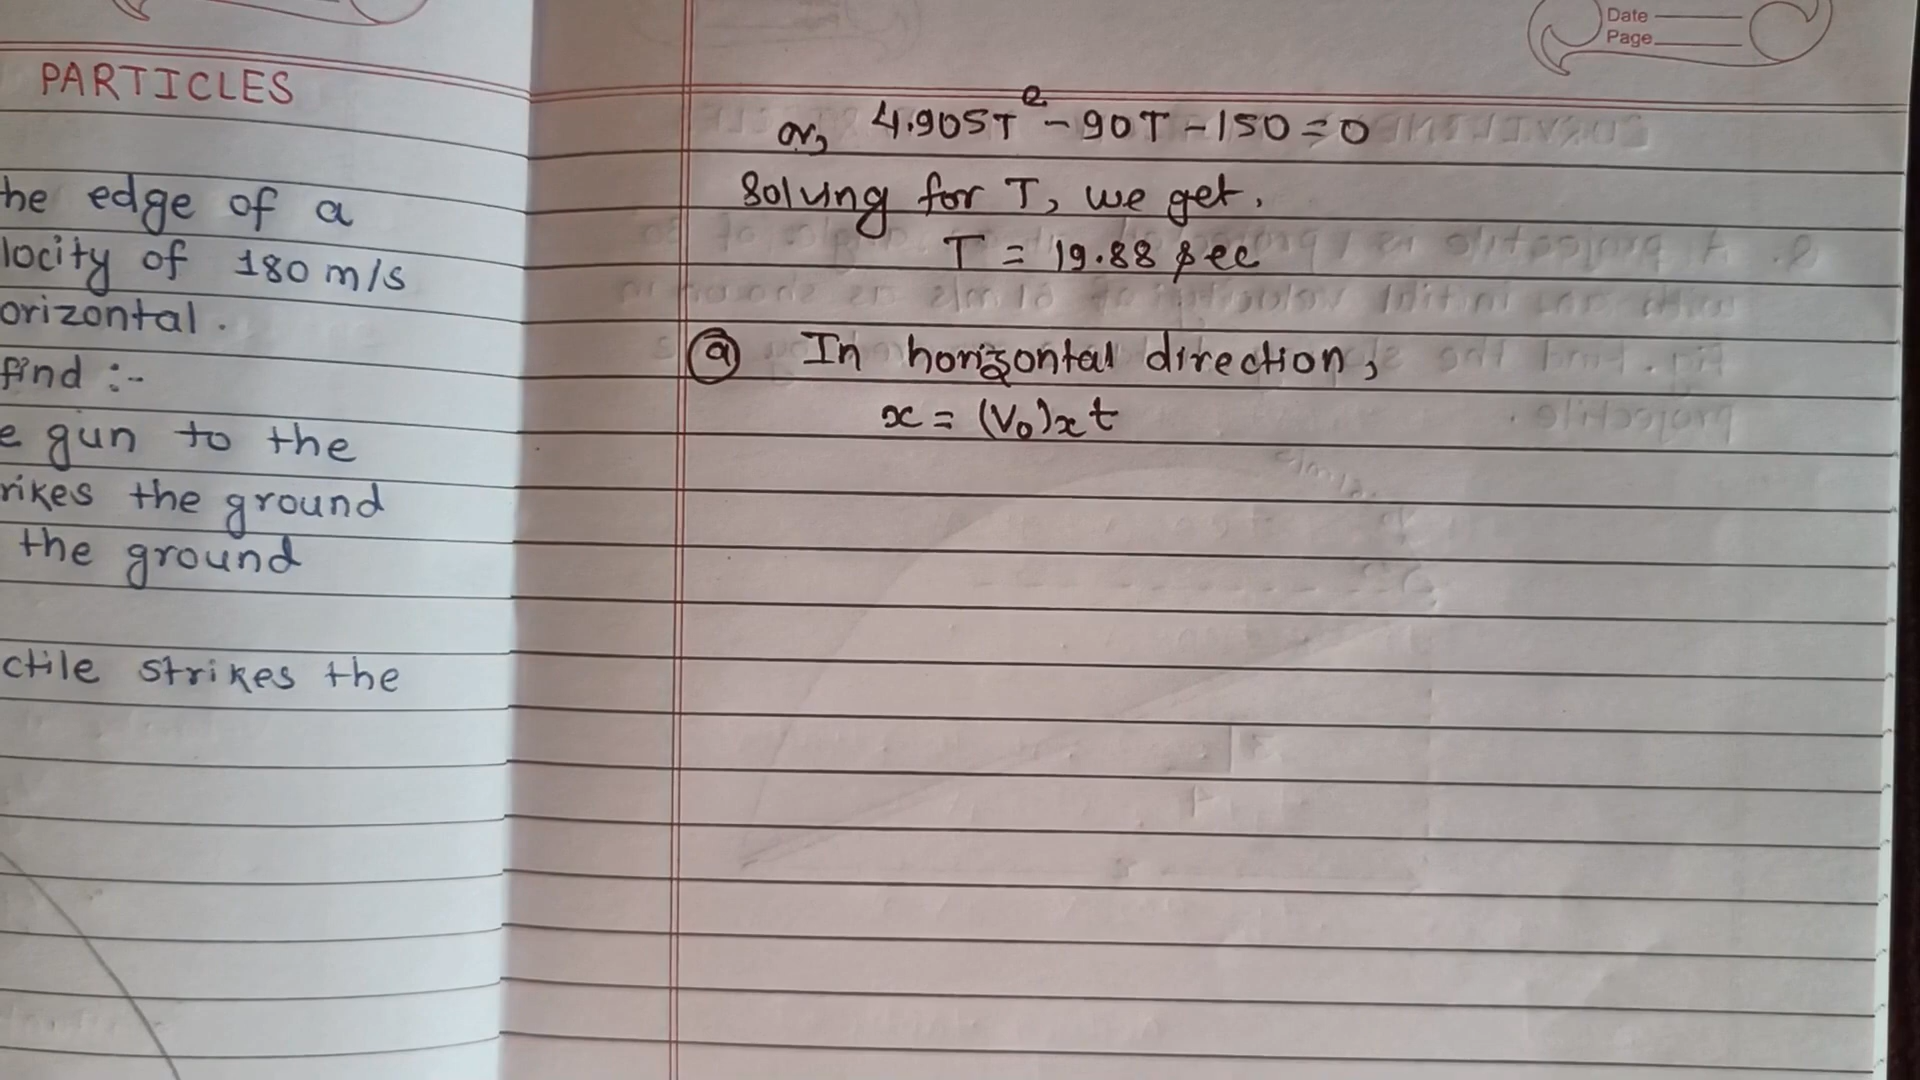 PARTICLES
he edge of a
locity of 180 m/s
orizontal.
find :-
e gun to the
rikes the ground
the ground
ctile strikes the
Date
Page
or, 4.905T² - 90T - 150 = 0
Solving for T, we get,
T = 19.88 sec
(a) In horizontal direction,
x = (V₀)x t